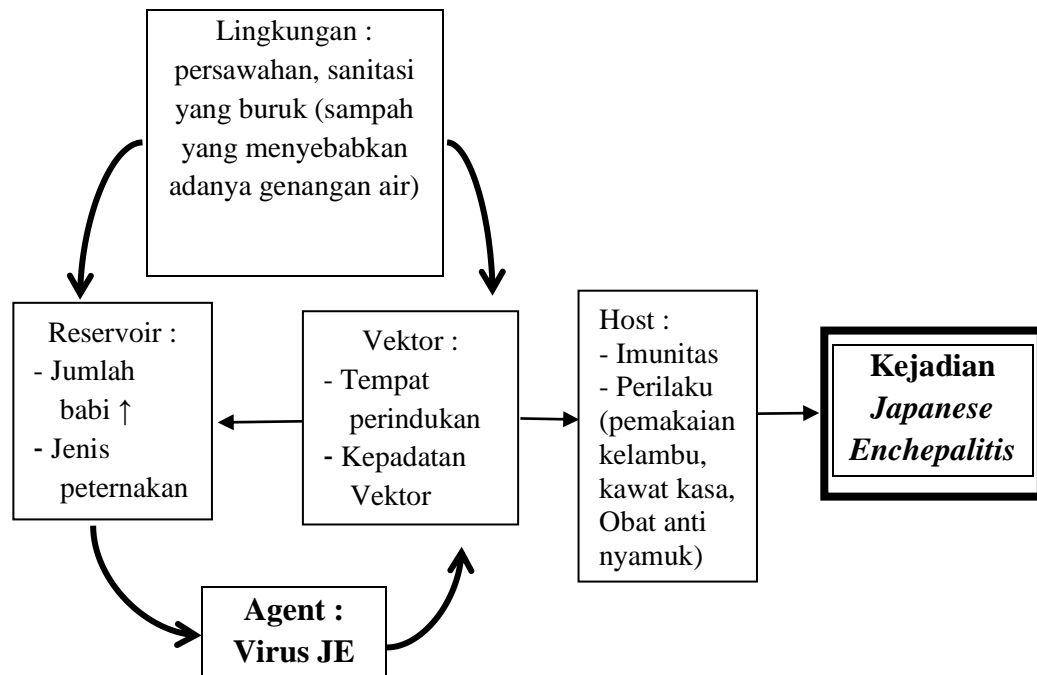 Lingkungan :
persawahan, sanitasi
yang buruk (sampah
yang menyebabkan
adanya genangan air)
Reservoir :
- Jumlah
babi ↑
- Jenis
peternakan
Vektor :
- Tempat
perindukan
- Kepadatan
Vektor
Host :
- Imunitas
- Perilaku
(pemakaian
kelambu,
kawat kasa,
Obat anti
nyamuk)
Kejadian
Japanese
Enchepalitis
Agent :
Virus JE